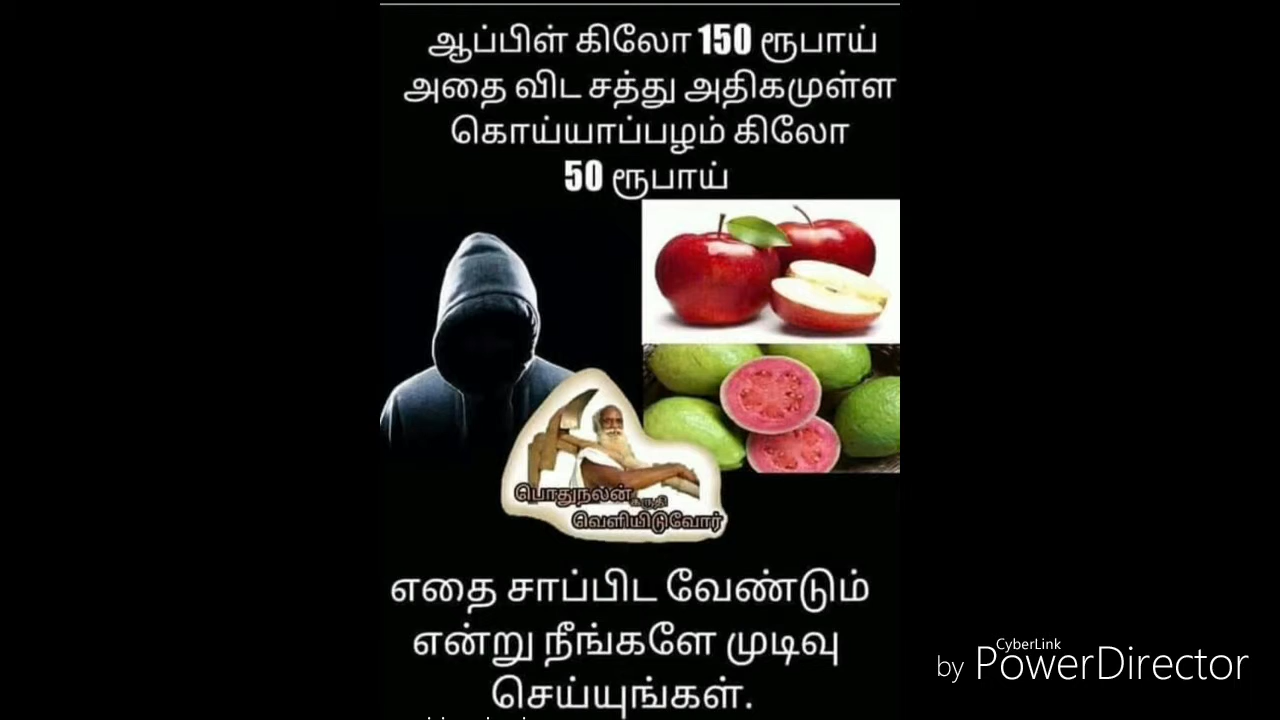 ஆப்பிள் கிலோ 150 ரூபாய்
அதை விட சத்து அதிகமுள்ள
கொய்யாப்பழம் கிலோ
50 ரூபாய்
பொதுநலன்
கருதி
வெளியிடுவோர்
எதை சாப்பிட வேண்டும்
என்று நீங்களே முடிவு
செய்யுங்கள்.
CyberLink
by PowerDirector